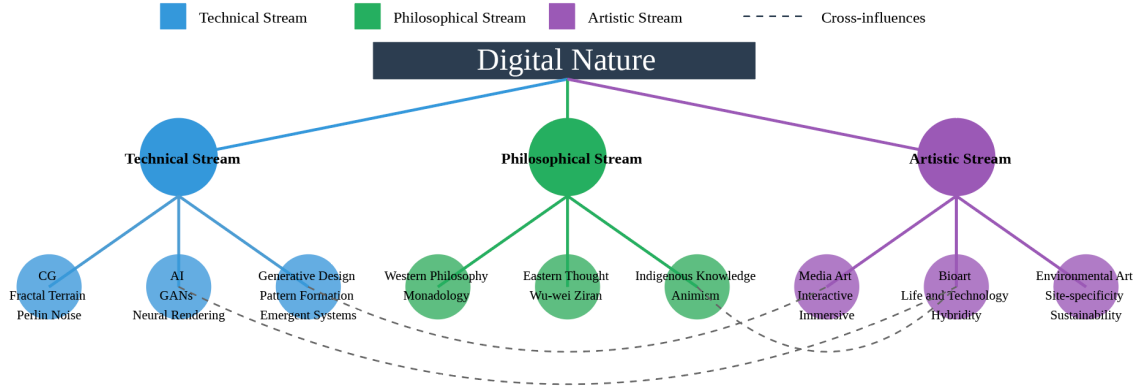 Technical Stream
Philosophical Stream
Artistic Stream
Cross-influences
Digital Nature
Technical Stream
Philosophical Stream
Artistic Stream
CG
Fractal Terrain
Perlin Noise
AI
GANs
Neural Rendering
Generative Design
Pattern Formation
Emergent Systems
Western Philosophy
Monadology
Eastern Thought
Wu-wei Ziran
Indigenous Knowledge
Animism
Media Art
Interactive
Immersive
Bioart
Life and Technology
Hybridity
Environmental Art
Site-specificity
Sustainability